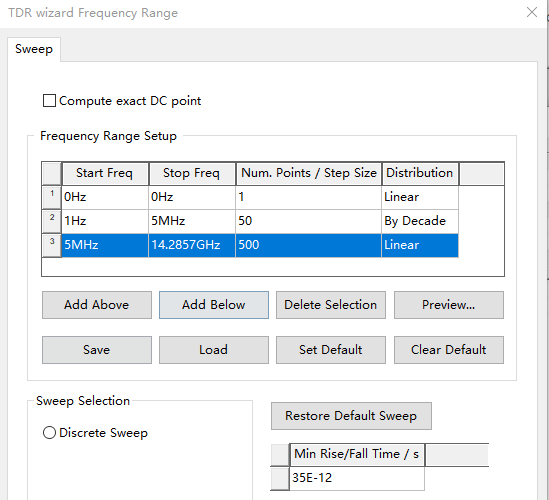 TDR wizard Frequency Range
Sweep
Compute exact DC point
Frequency Range Setup
Start Freq Stop Freq Num. Points / Step Size Distribution
1 0Hz 0Hz 1 Linear
2 1Hz 5MHz 50 By Decade
3 5MHz 14.2857GHz 500 Linear
Add Above Add Below Delete Selection Preview...
Save Load Set Default Clear Default
Sweep Selection
Restore Default Sweep
Discrete Sweep
Min Rise/Fall Time / s
35E-12